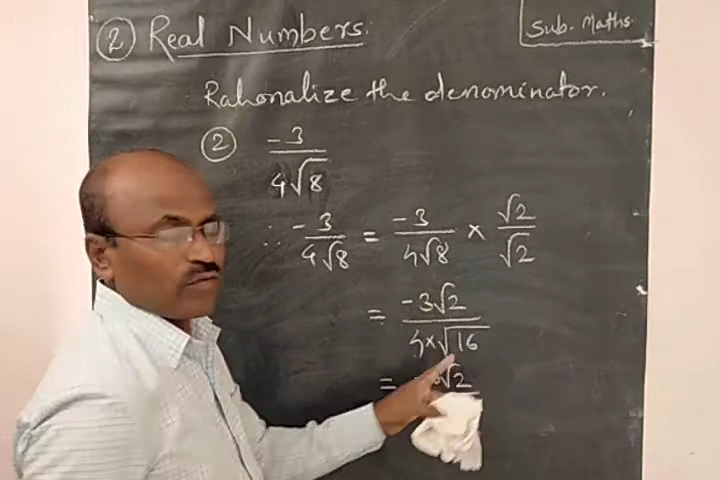 ② Real Numbers.
Sub. Maths.
Rationalize the denominator.
② -3/4√8
∴ -3/4√8 = -3/4√8 × √2/√2
= -3√2/4×√16
= √2